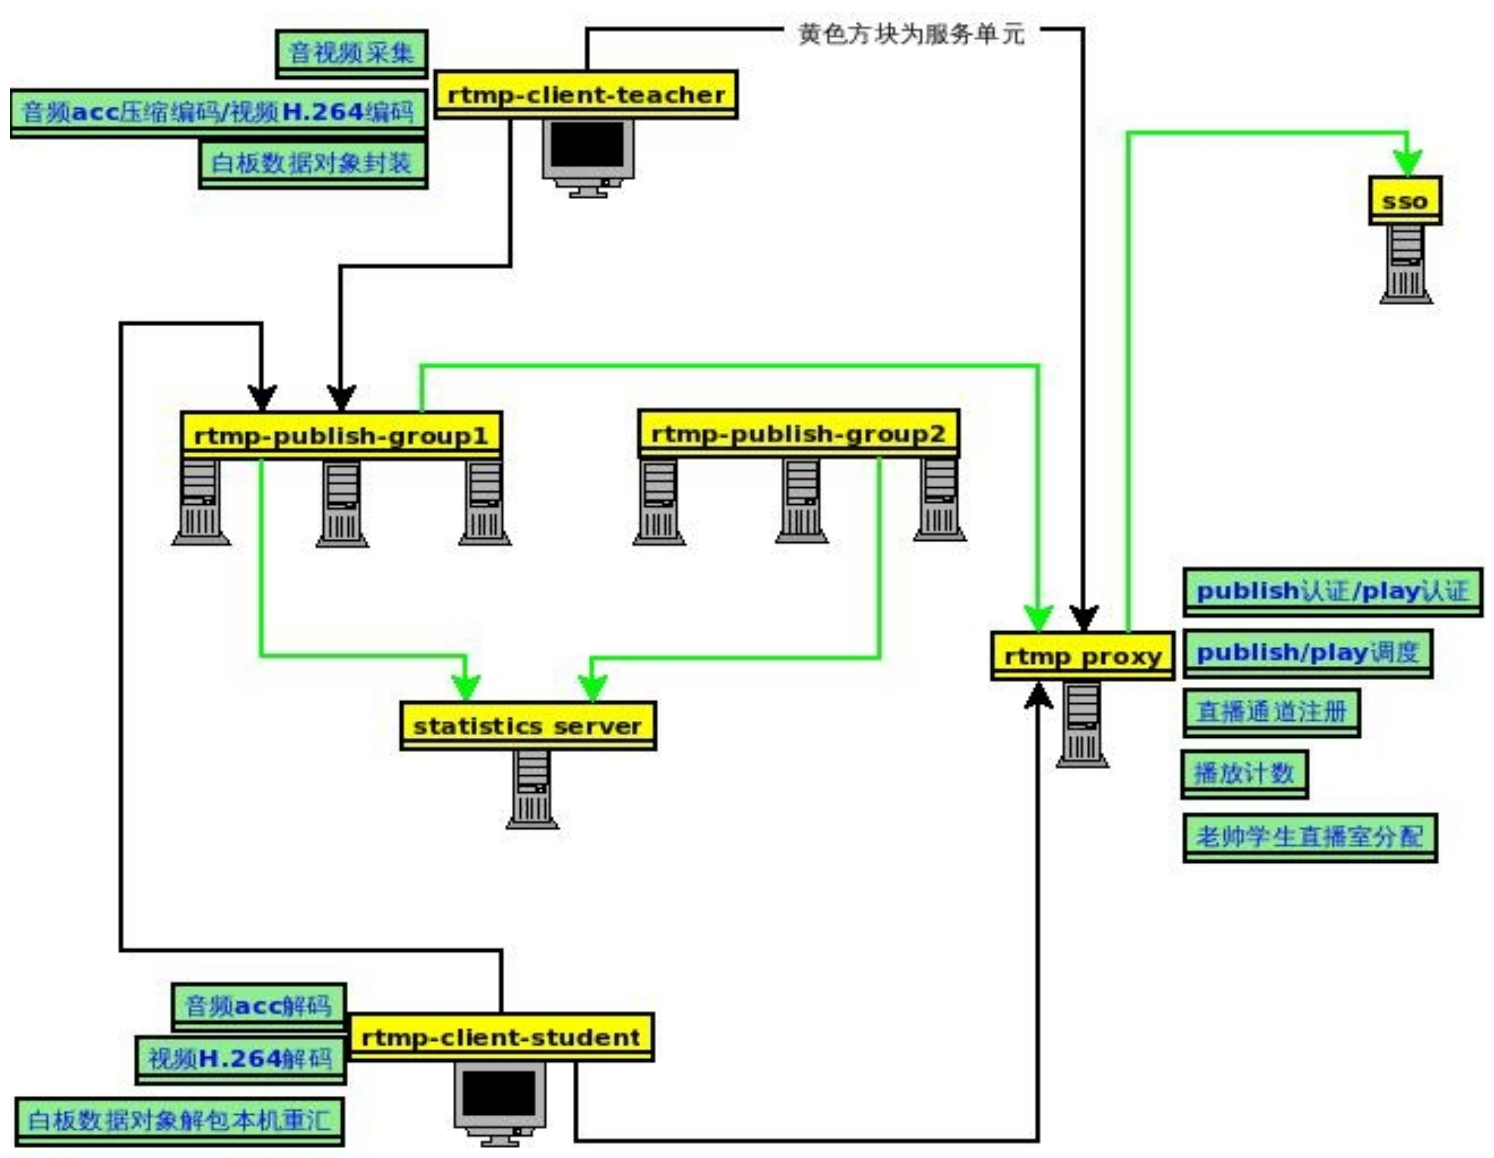 黄色方块为服务单元
音视频采集
rtmp-client-teacher
音频acc压缩编码/视频H.264编码
白板数据对象封装
sso
rtmp-publish-group1
rtmp-publish-group2
publish认证/play认证
rtmp proxy
publish/play调度
直播通道注册
statistics server
播放计数
老帅学生直播室分配
音频acc解码
rtmp-client-student
视频H.264解码
白板数据对象解包本机重汇